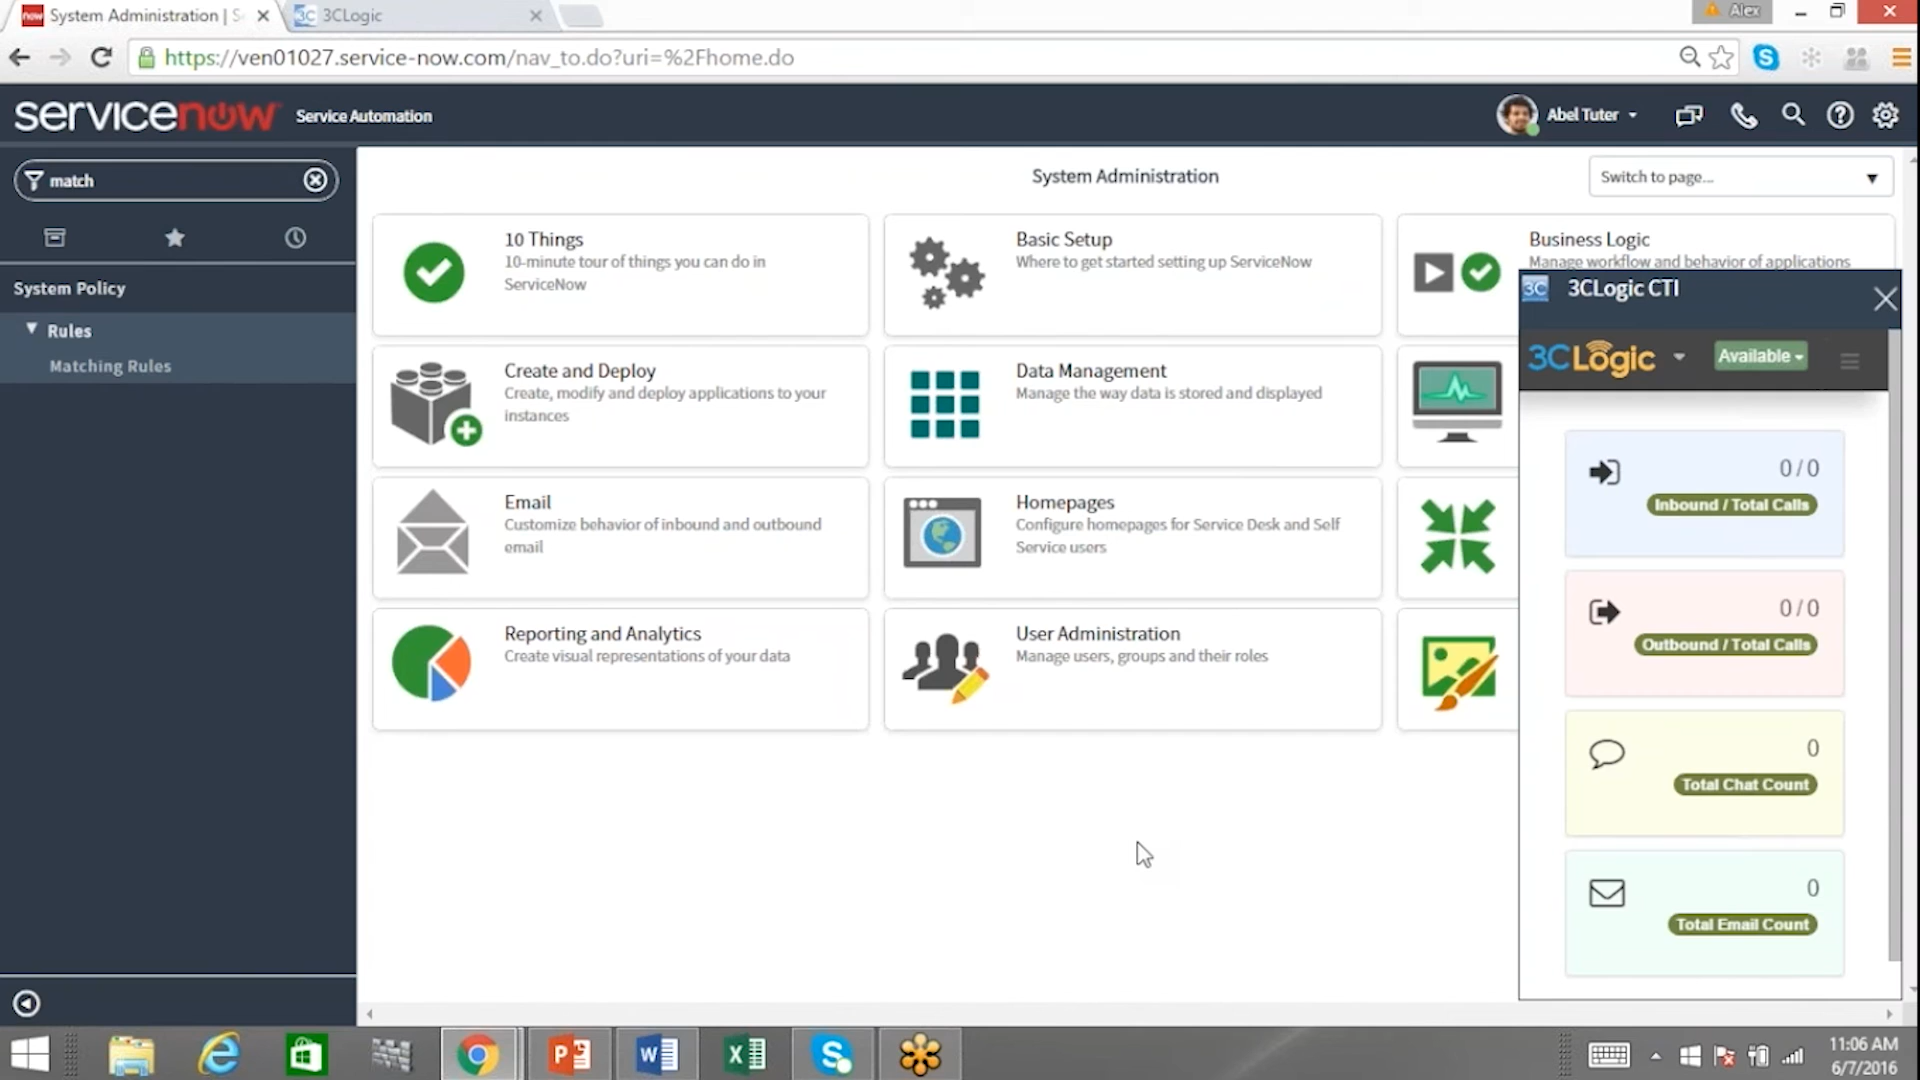 System Administration | S
3CLogic
Alex
https://ven01027.service-now.com/nav_to.do?uri=%2Fhome.do
servicenow
Service Automation
Abel Tuter
match
System Policy
Rules
Matching Rules
System Administration
Switch to page...
10 Things
10-minute tour of things you can do in
ServiceNow
Basic Setup
Where to get started setting up ServiceNow
Business Logic
Manage workflow and behavior of applications
Create and Deploy
Create, modify and deploy applications to your
instances
Data Management
Manage the way data is stored and displayed
Email
Customize behavior of inbound and outbound
email
Homepages
Configure homepages for Service Desk and Self
Service users
Reporting and Analytics
Create visual representations of your data
User Administration
Manage users, groups and their roles
3C
3CLogic CTI
3CLogic
Available
0/0
Inbound / Total Calls
0/0
Outbound / Total Calls
0
Total Chat Count
0
Total Email Count
11:06 AM
6/7/2016